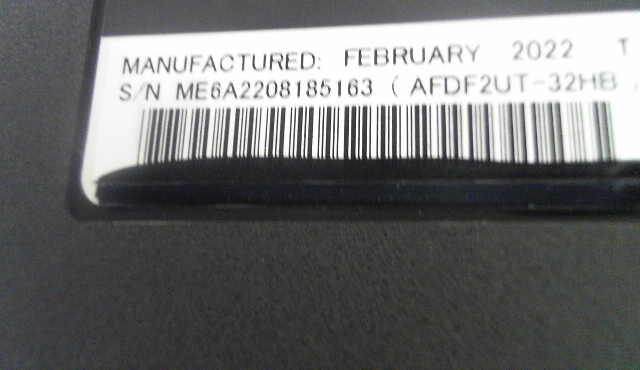 MANUFACTURED: FEBRUARY 2022 T
S/N ME6A2208185163 ( AFDF2UT-32HB